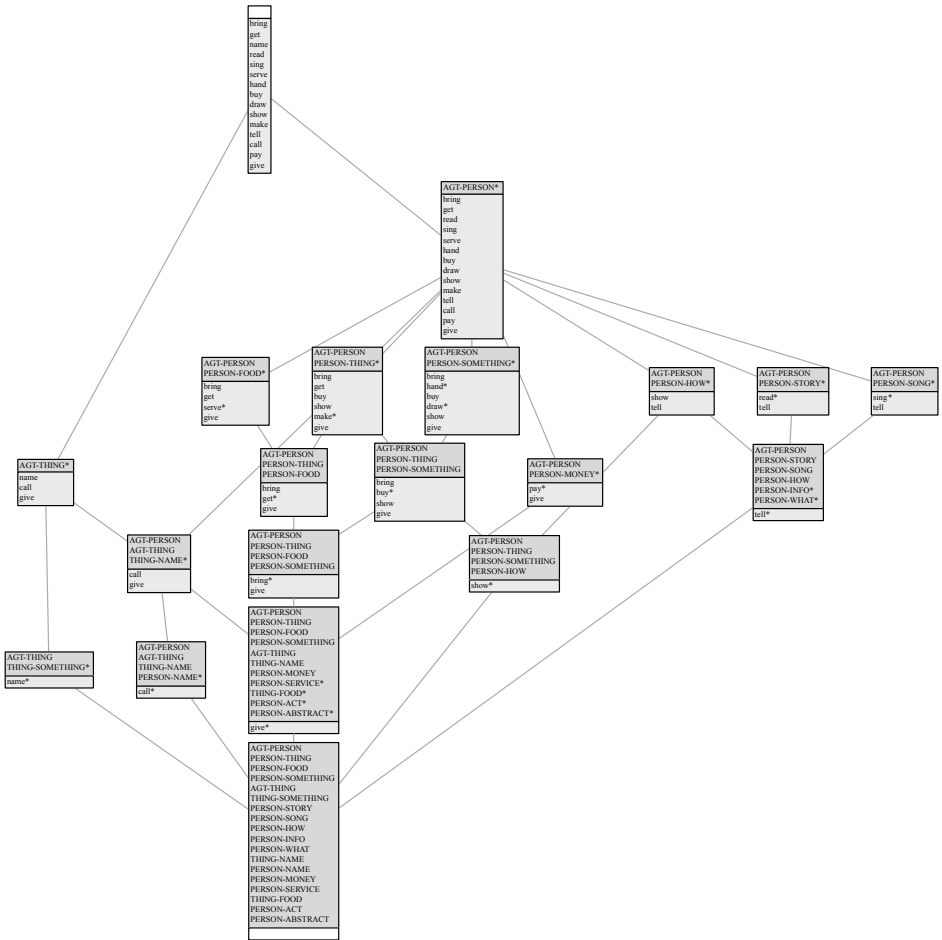 bring
get
name
read
sing
serve
hand
buy
draw
show
make
tell
call
pay
give
AGT-PERSON*
bring
get
read
sing
serve
hand
buy
draw
show
make
tell
call
pay
give
AGT-PERSON
PERSON-FOOD*
bring
get
serve*
give
AGT-PERSON
PERSON-THING*
bring
get
buy
show
make*
give
AGT-PERSON
PERSON-SOMETHING*
bring
hand*
buy
draw*
show
give
AGT-PERSON
PERSON-HOW*
show
tell
AGT-PERSON
PERSON-STORY*
read*
tell
AGT-PERSON
PERSON-SONG*
sing*
tell
AGT-THING*
name
call
give
AGT-PERSON
PERSON-THING
PERSON-FOOD
bring
get*
give
AGT-PERSON
PERSON-THING
PERSON-SOMETHING
bring
buy*
show
give
AGT-PERSON
PERSON-MONEY*
pay*
give
AGT-PERSON
PERSON-STORY
PERSON-SONG
PERSON-HOW
PERSON-INFO*
PERSON-WHAT*
tell*
AGT-PERSON
AGT-THING
THING-NAME*
call
give
AGT-PERSON
PERSON-THING
PERSON-FOOD
PERSON-SOMETHING
bring*
give
AGT-PERSON
PERSON-THING
PERSON-SOMETHING
PERSON-HOW
show*
AGT-THING
THING-SOMETHING*
name*
AGT-PERSON
AGT-THING
THING-NAME
PERSON-NAME*
call*
AGT-PERSON
PERSON-THING
PERSON-FOOD
PERSON-SOMETHING
AGT-THING
THING-NAME
PERSON-MONEY
PERSON-SERVICE*
THING-FOOD*
PERSON-ACT*
PERSON-ABSTRACT*
give*
AGT-PERSON
PERSON-THING
PERSON-FOOD
PERSON-SOMETHING
AGT-THING
THING-SOMETHING
PERSON-STORY
PERSON-SONG
PERSON-HOW
PERSON-INFO
PERSON-WHAT
THING-NAME
PERSON-NAME
PERSON-MONEY
PERSON-SERVICE
THING-FOOD
PERSON-ACT
PERSON-ABSTRACT